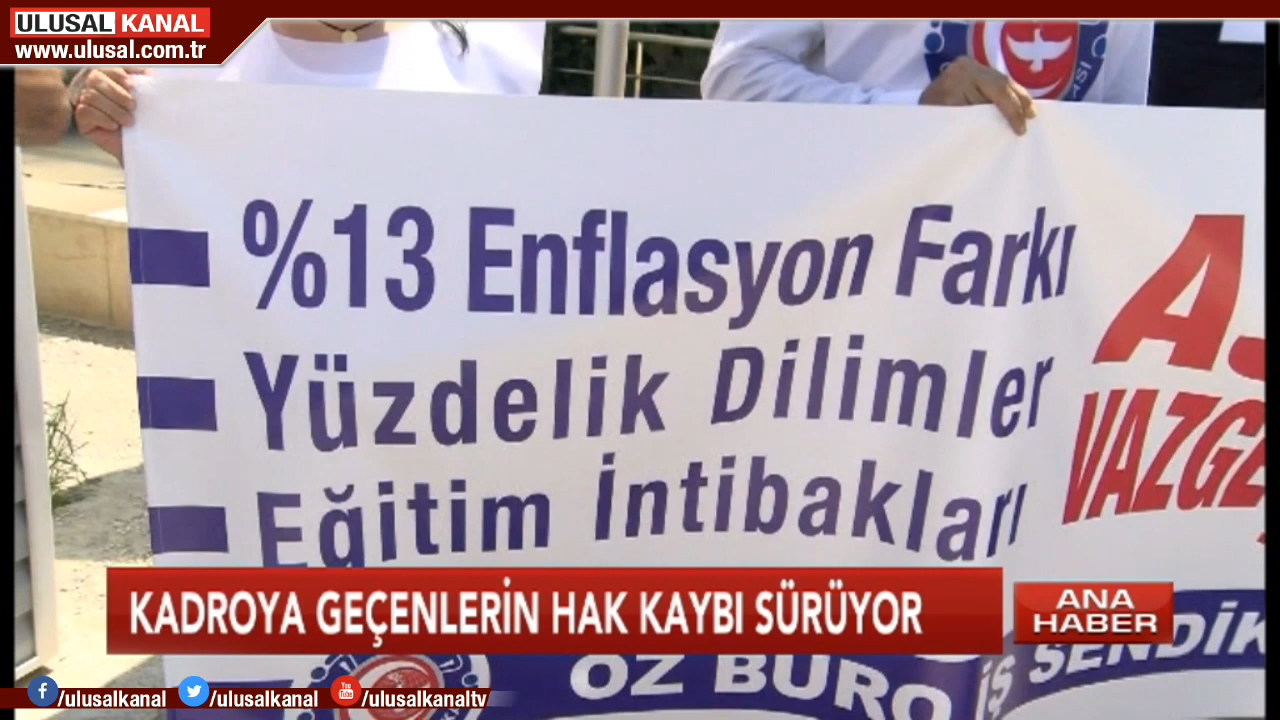 ULUSAL KANAL
www.ulusal.com.tr
%13 Enflasyon Farkı
Yüzdelik Dilimler
Eğitim İntibakları
VAZGE
KADROYA GEÇENLERİN HAK KAYBI SÜRÜYOR
ANA
HABER
ÖZ BÜRO İŞ SENDİK
/ulusalkanal
/ulusalkanal
/ulusalkanaltv